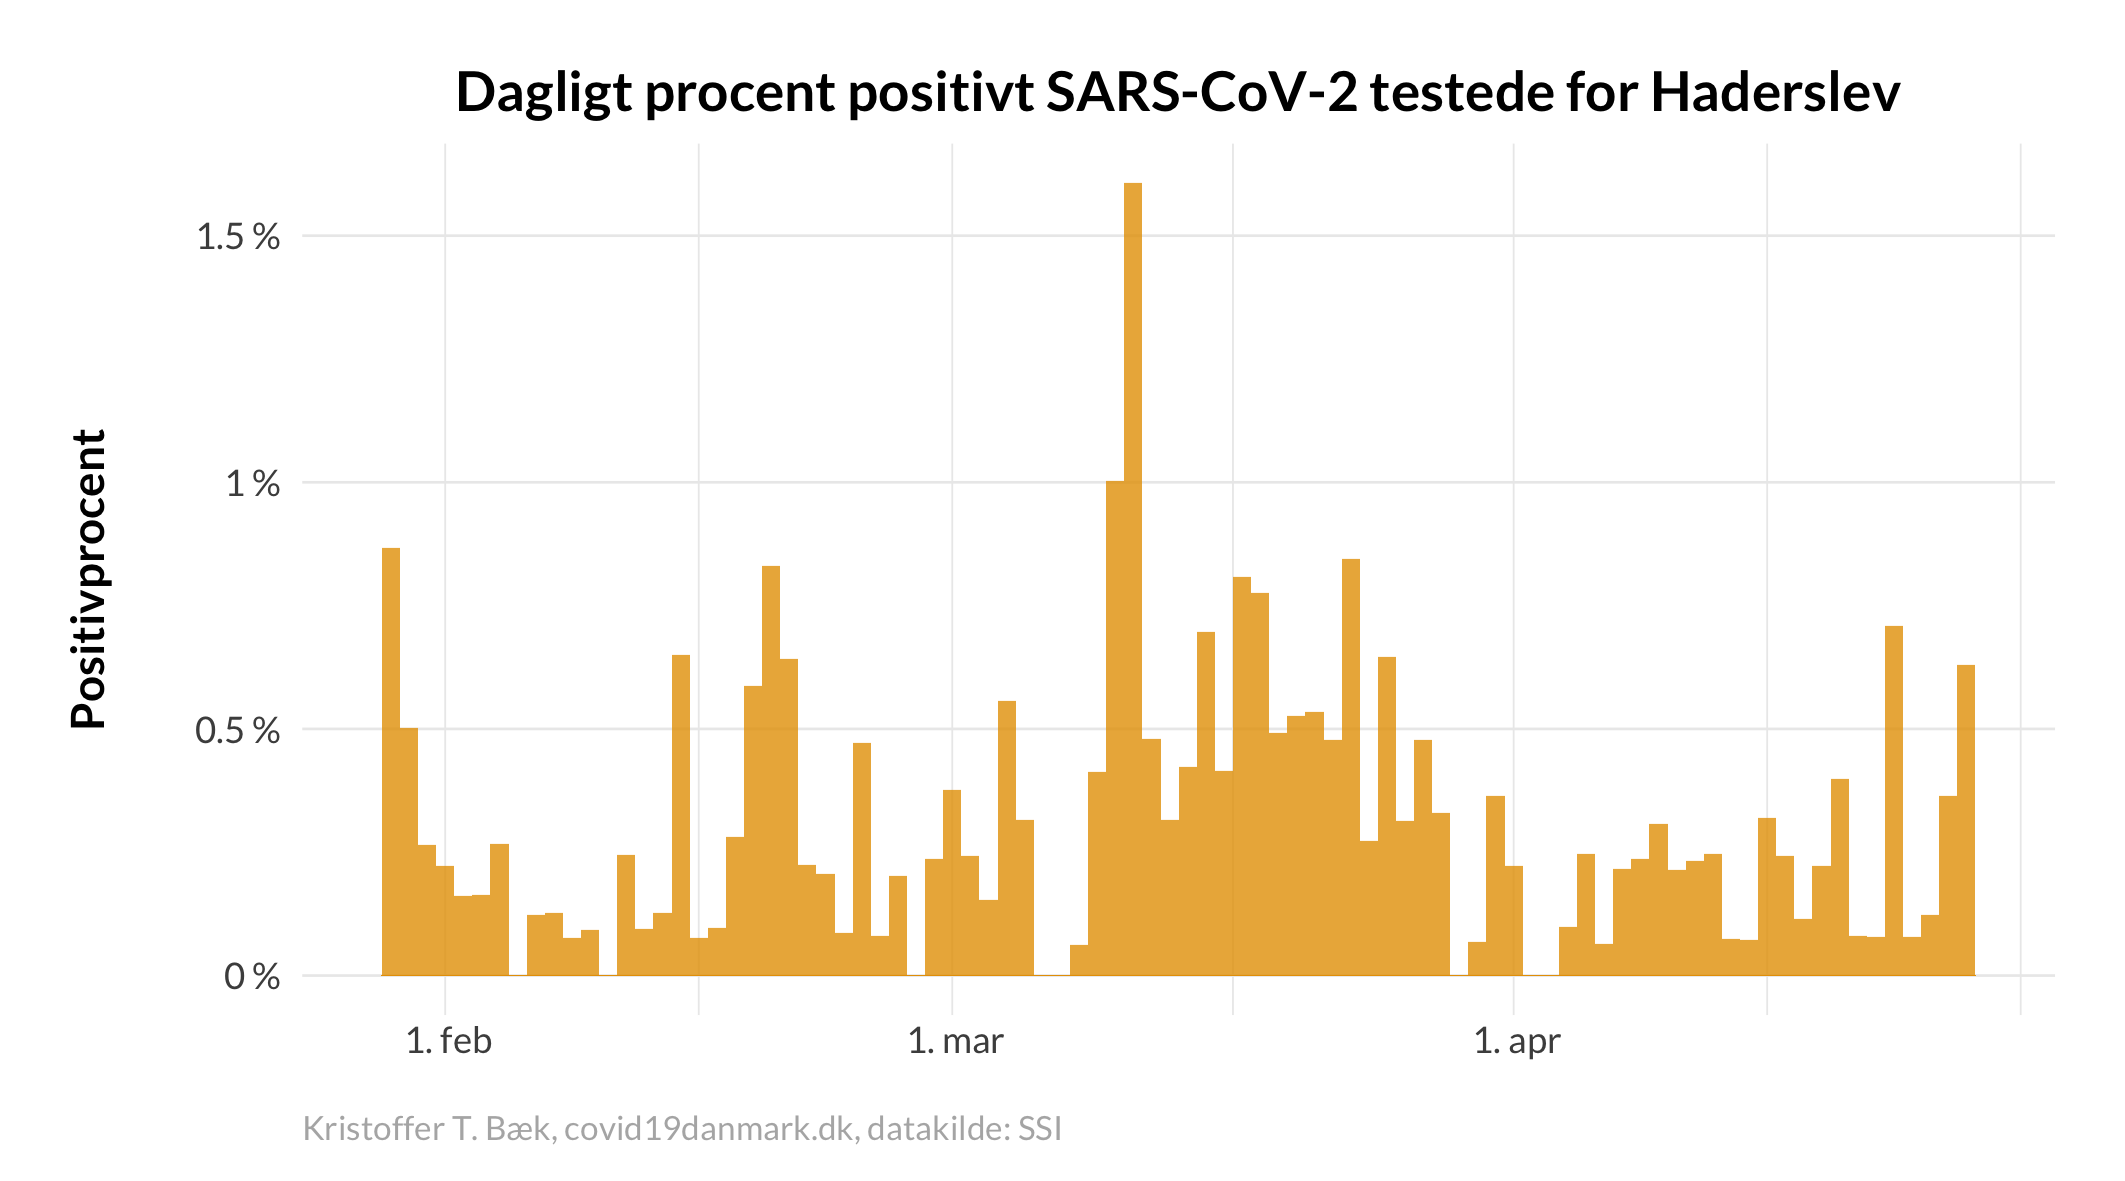 Dagligt procent positivt SARS-CoV-2 testede for Haderslev
Positivprocent
1.5 %
1 %
0.5 %
0 %
1. feb
1. mar
1. apr
Kristoffer T. Bæk, covid19danmark.dk, datakilde: SSI